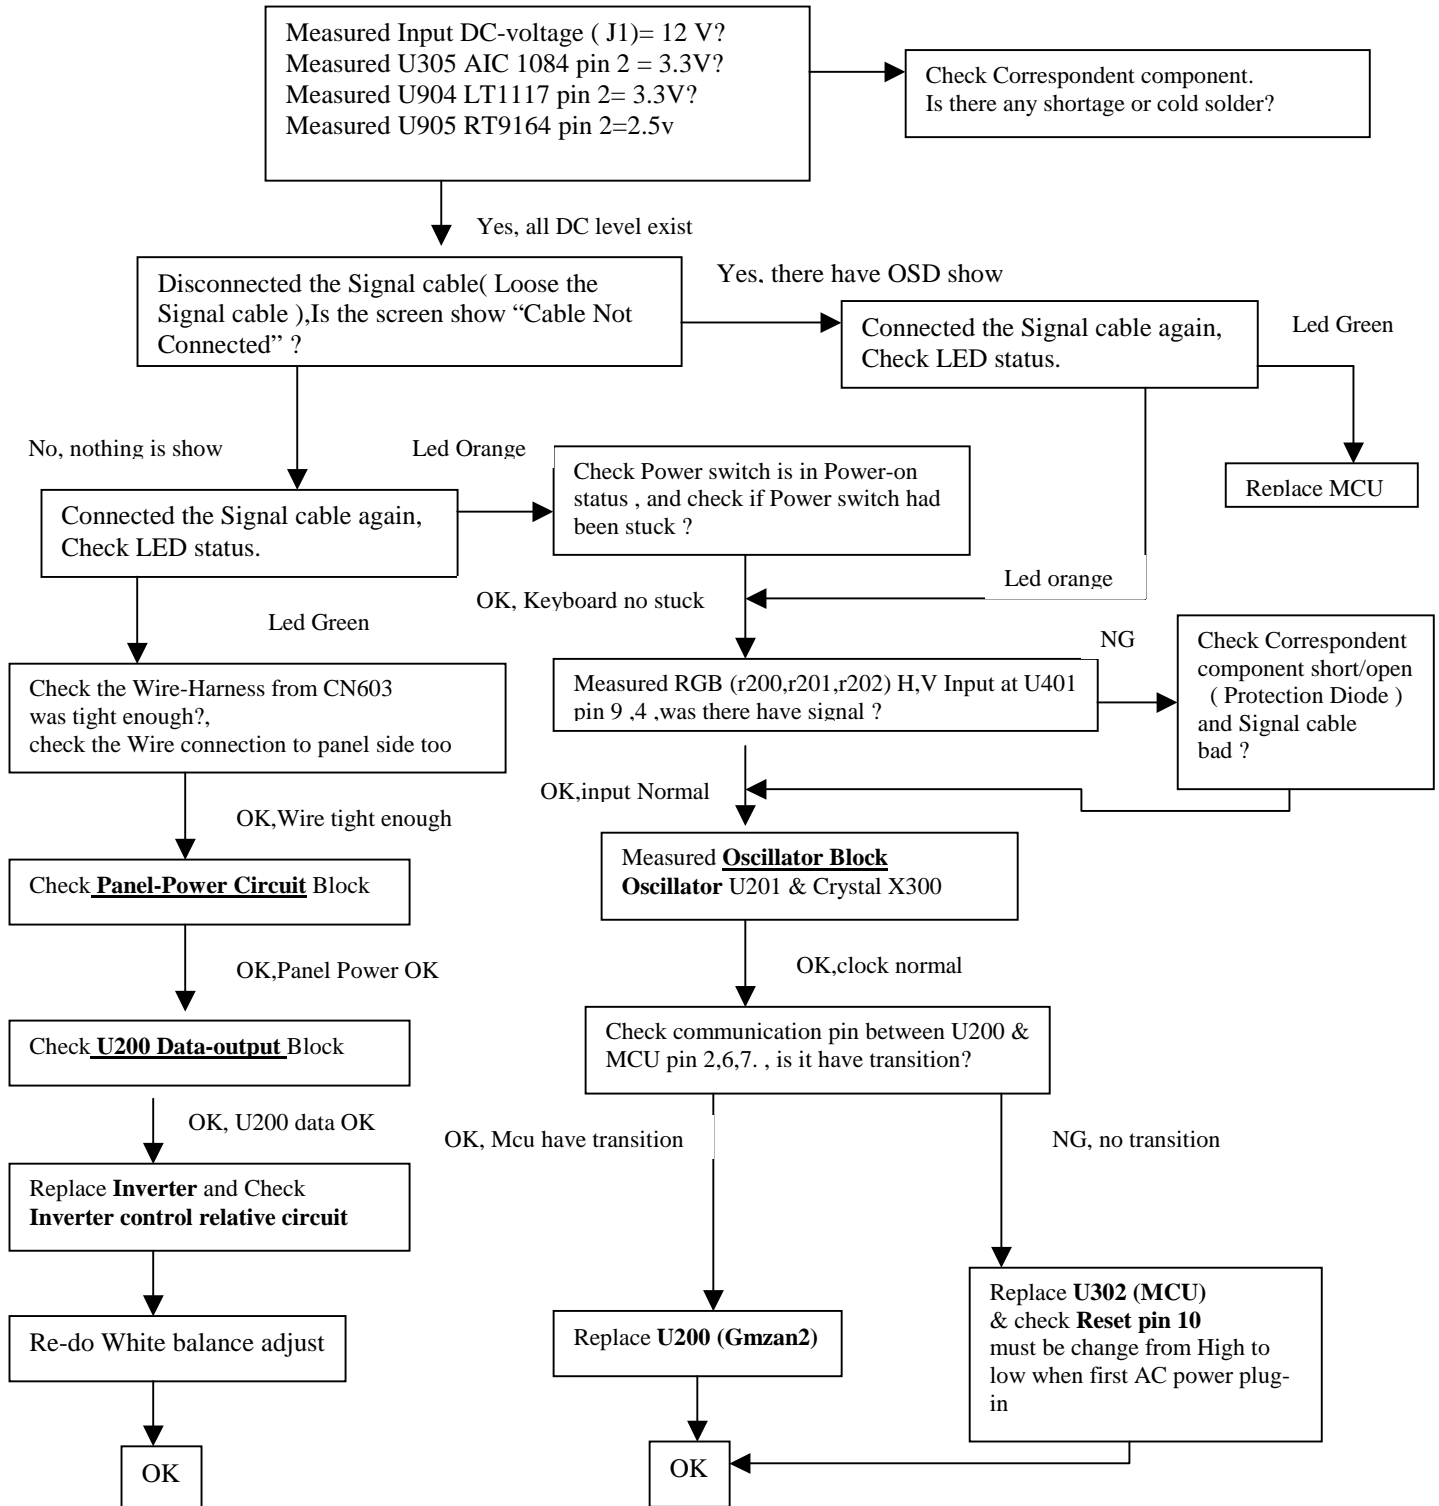 Measured Input DC-voltage ( J1)= 12 V?
Measured U305 AIC 1084 pin 2 = 3.3V?
Measured U904 LT1117 pin 2= 3.3V?
Measured U905 RT9164 pin 2=2.5v
Check Correspondent component.
Is there any shortage or cold solder?
Yes, all DC level exist
Disconnected the Signal cable( Loose the
Signal cable ),Is the screen show “Cable Not
Connected” ?
Yes, there have OSD show
Connected the Signal cable again,
Check LED status.
Led Green
Replace MCU
No, nothing is show
Led Orange
Check Power switch is in Power-on
status , and check if Power switch had
been stuck ?
Connected the Signal cable again,
Check LED status.
Led orange
OK, Keyboard no stuck
Led Green
NG
Check Correspondent
component short/open
( Protection Diode )
and Signal cable
bad ?
Check the Wire-Harness from CN603
was tight enough?,
check the Wire connection to panel side too
Measured RGB (r200,r201,r202) H,V Input at U401
pin 9 ,4 ,was there have signal ?
OK,input Normal
OK,Wire tight enough
Measured Oscillator Block
Oscillator U201 & Crystal X300
Check Panel-Power Circuit Block
OK,Panel Power OK
OK,clock normal
Check U200 Data-output Block
Check communication pin between U200 &
MCU pin 2,6,7. , is it have transition?
OK, U200 data OK
OK, Mcu have transition
NG, no transition
Replace Inverter and Check
Inverter control relative circuit
Replace U302 (MCU)
& check Reset pin 10
must be change from High to
low when first AC power plug-
in
Re-do White balance adjust
Replace U200 (Gmzan2)
OK
OK